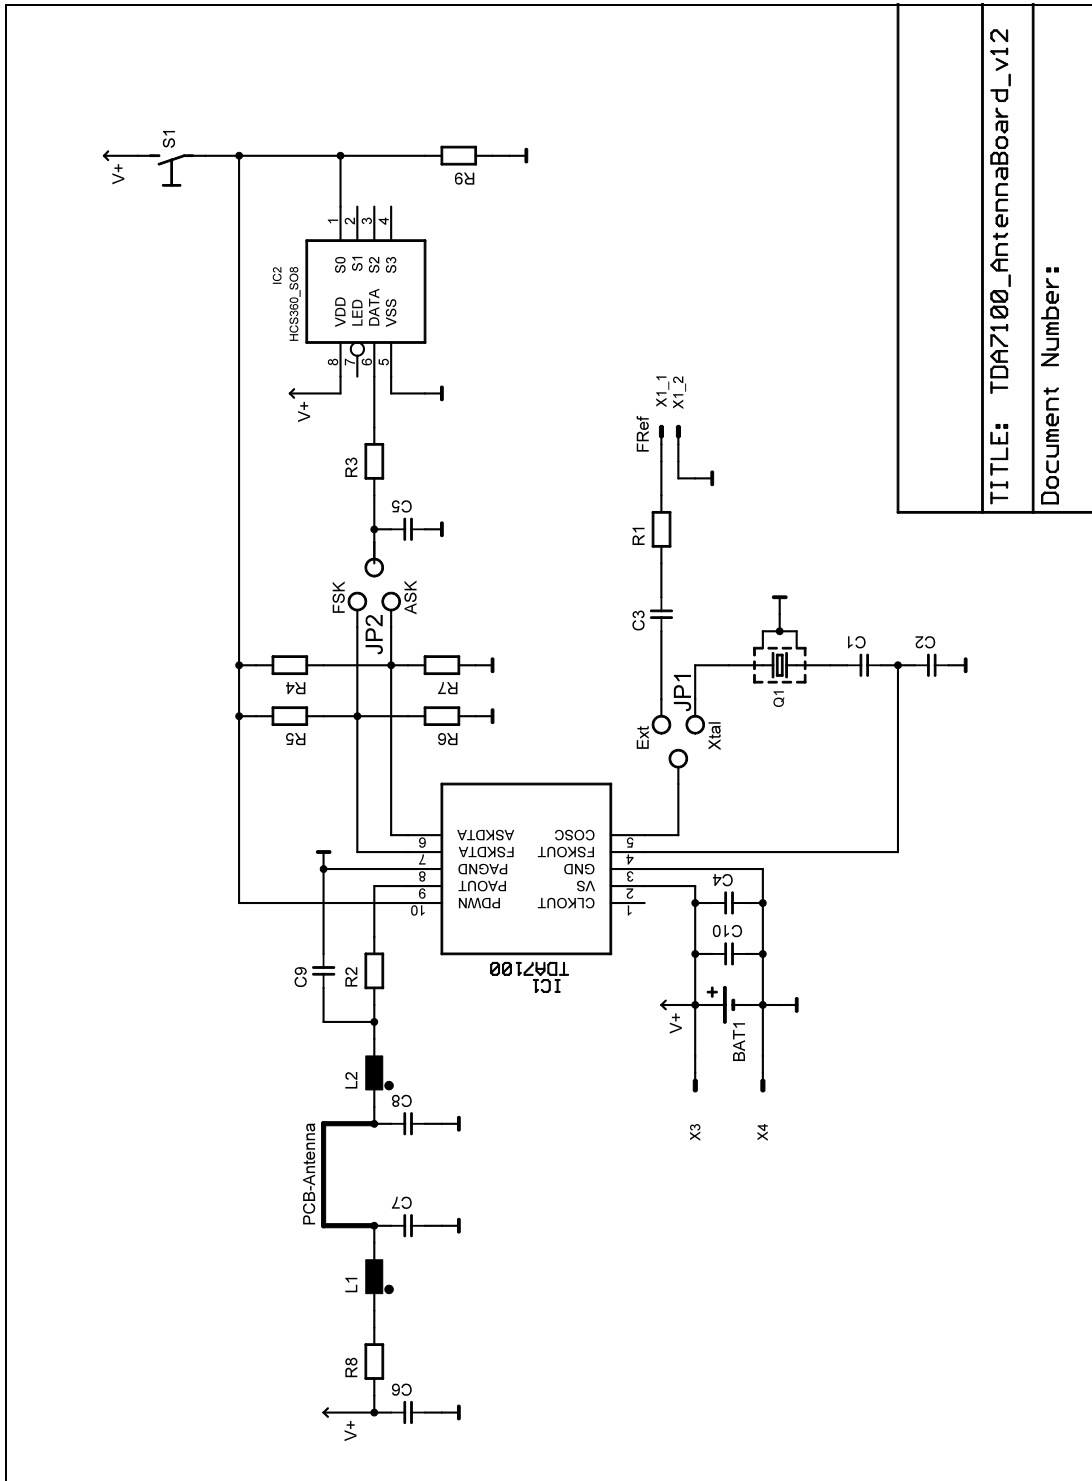 V+
S1
R9
IC2
HCS360_SO8
VDD
LED
DATA
VSS
S0
S1
S2
S3
8
7
6
5
1
2
3
4
V+
R3
C5
FSK
ASK
JP2
R4
R7
R5
R6
FRef
X1_1
X1_2
R1
C3
Ext
Xtal
JP1
Q1
C1
C2
IC1
TDA7100
PDWN
PAOUT
PAGND
FSKDTA
ASKDTA
10
9
8
7
6
CLKOUT
VS
GND
FSKOUT
COSC
1
2
3
4
5
C9
R2
L2
C8
PCB-Antenna
C7
L1
R8
C6
V+
C4
C10
V+
+
BAT1
X3
X4
TITLE: TDA7100_AntennaBoard_v12
Document Number: